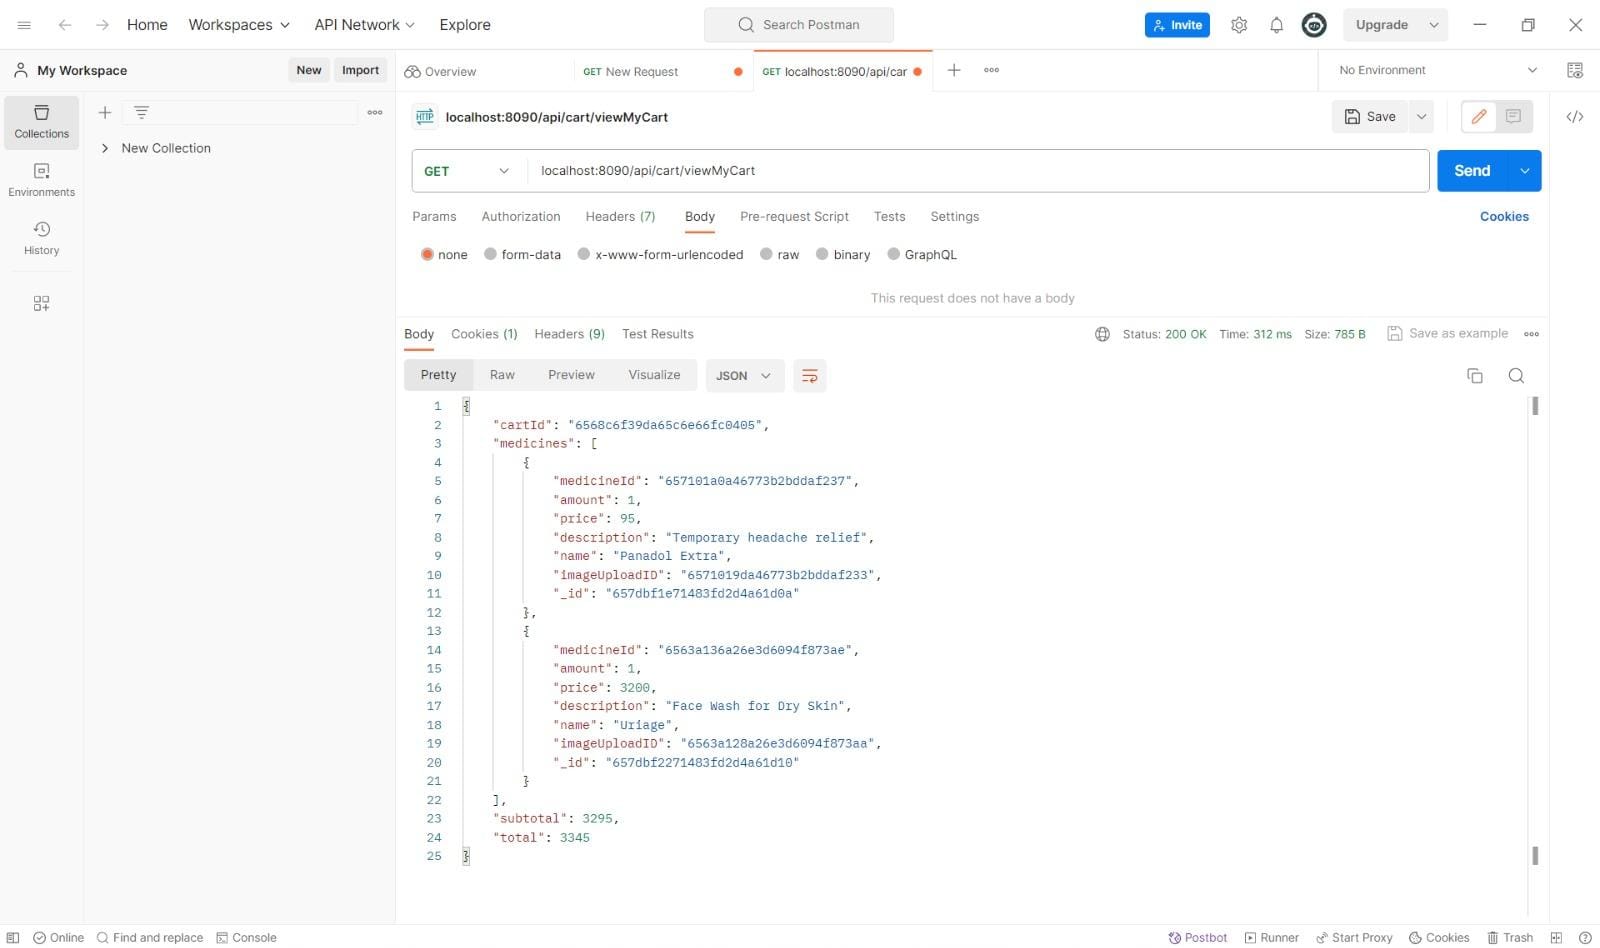 Home Workspaces API Network Explore Search Postman Invite Upgrade
My Workspace New Import Overview GET New Request GET localhost:8090/api/car No Environment
Collections
New Collection
Environments
History
HTTP localhost:8090/api/cart/viewMyCart Save
GET localhost:8090/api/cart/viewMyCart Send
Params Authorization Headers (7) Body Pre-request Script Tests Settings Cookies
none form-data x-www-form-urlencoded raw binary GraphQL
This request does not have a body
Body Cookies (1) Headers (9) Test Results Status: 200 OK Time: 312 ms Size: 785 B Save as example
Pretty Raw Preview Visualize JSON
1 {
2 "cartId": "6568c6f39da65c6e66fc0405",
3 "medicines": [
4 {
5 "medicineId": "657101a0a46773b2bddaf237",
6 "amount": 1,
7 "price": 95,
8 "description": "Temporary headache relief",
9 "name": "Panadol Extra",
10 "imageUploadID": "6571019da46773b2bddaf233",
11 "_id": "657dbf1e71483fd2d4a61d0a"
12 },
13 {
14 "medicineId": "6563a136a26e3d6094f873ae",
15 "amount": 1,
16 "price": 3200,
17 "description": "Face Wash for Dry Skin",
18 "name": "Uriage",
19 "imageUploadID": "6563a128a26e3d6094f873aa",
20 "_id": "657dbf2271483fd2d4a61d10"
21 }
22 ],
23 "subtotal": 3295,
24 "total": 3345
25 }
Online Find and replace Console Postbot Runner Start Proxy Cookies Trash